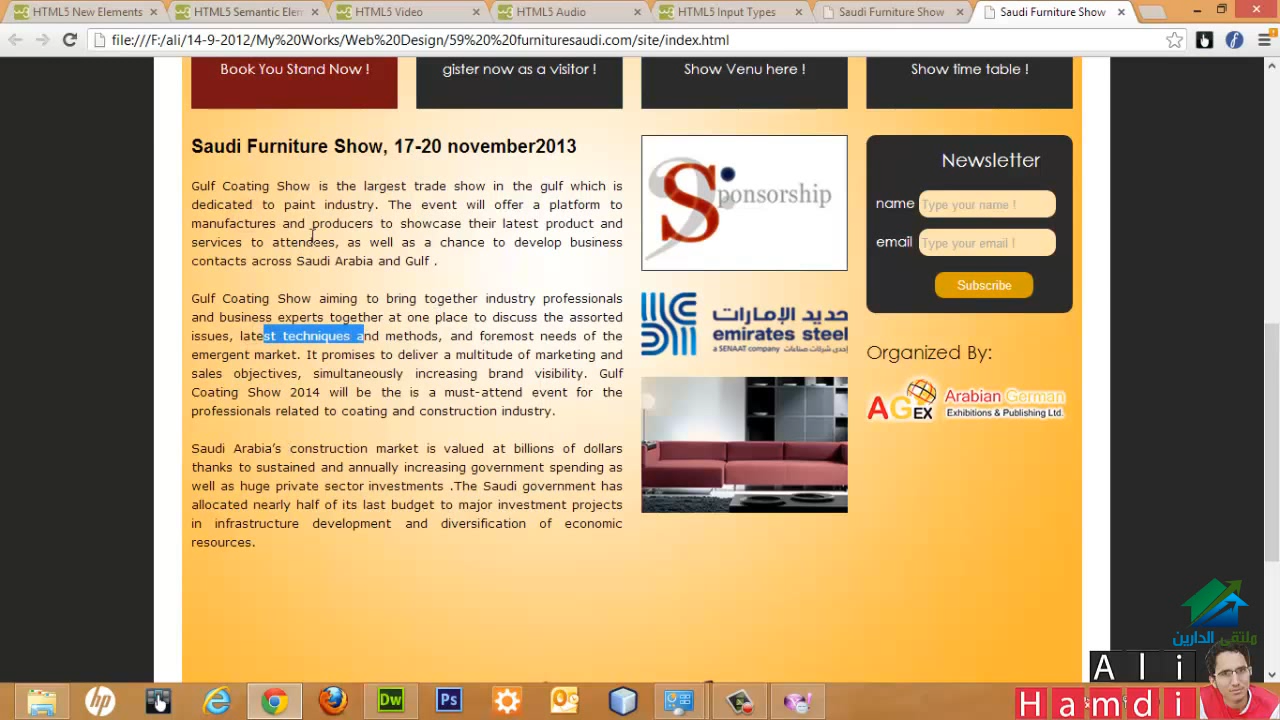 HTML5 New Elements
HTML5 Semantic Elem
HTML5 Video
HTML5 Audio
HTML5 Input Types
Saudi Furniture Show
Saudi Furniture Show
file:///F:/ali/14-9-2012/My%20Works/Web%20Design/59%20%20furnituresaudi.com/site/index.html
Book You Stand Now !
gister now as a visitor !
Show Venu here !
Show time table !
Saudi Furniture Show, 17-20 november2013
Gulf Coating Show is the largest trade show in the gulf which is
dedicated to paint industry. The event will offer a platform to
manufactures and producers to showcase their latest product and
services to attendees, as well as a chance to develop business
contacts across Saudi Arabia and Gulf .
Gulf Coating Show aiming to bring together industry professionals
and business experts together at one place to discuss the assorted
issues, latest techniques and methods, and foremost needs of the
emergent market. It promises to deliver a multitude of marketing and
sales objectives, simultaneously increasing brand visibility. Gulf
Coating Show 2014 will be the is a must-attend event for the
professionals related to coating and construction industry.
Saudi Arabia’s construction market is valued at billions of dollars
thanks to sustained and annually increasing government spending as
well as huge private sector investments .The Saudi government has
allocated nearly half of its last budget to major investment projects
in infrastructure development and diversification of economic
resources.
Sponsorship
حديد الإمارات
emirates steel
a SENAAT company إحدى شركات صناعات
Newsletter
name Type your name !
email Type your email !
Subscribe
Organized By:
AGEX
Arabian German
Exhibitions & Publishing Ltd.
ملتقى الدارين
Ali
Hamdi
hp
Dw
Ps